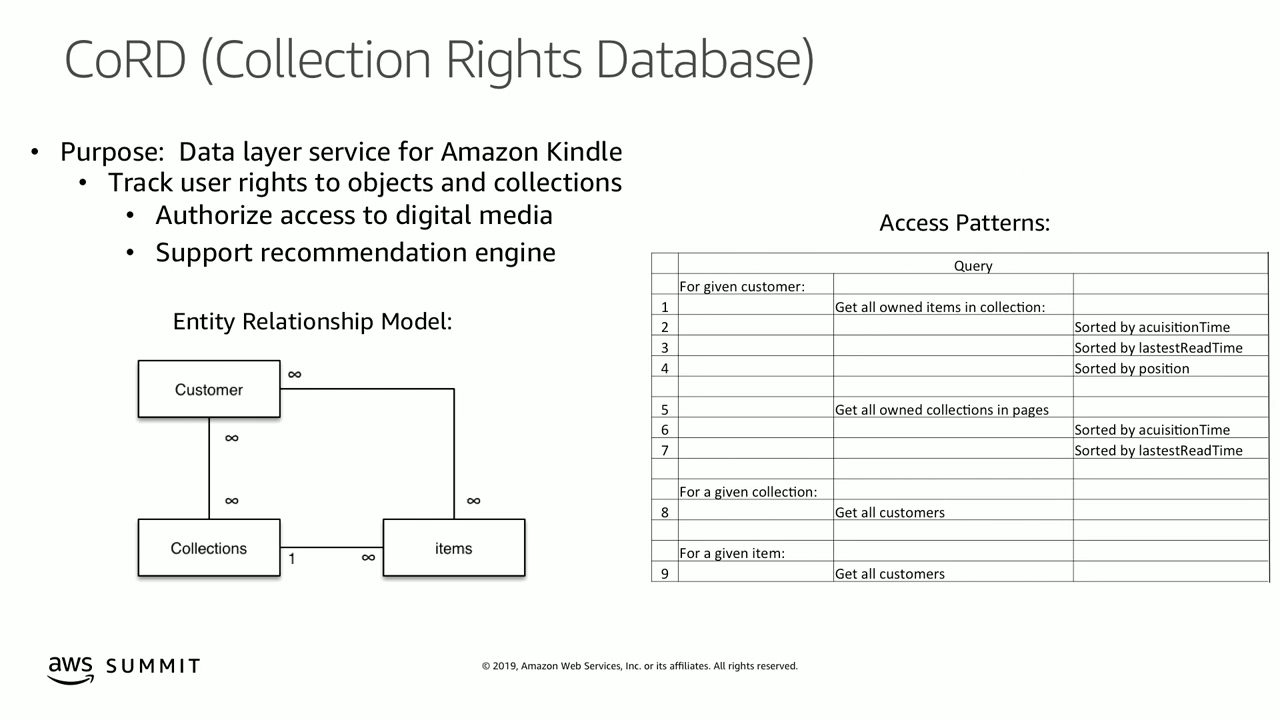 CoRD (Collection Rights Database)
• Purpose: Data layer service for Amazon Kindle
• Track user rights to objects and collections
• Authorize access to digital media
• Support recommendation engine
Entity Relationship Model:
Customer
∞
∞
∞
∞
Collections
1
∞
items
Access Patterns:
Query
For given customer:
1 Get all owned items in collection:
2 Sorted by acuisitionTime
3 Sorted by lastestReadTime
4 Sorted by position
5 Get all owned collections in pages
6 Sorted by acuisitionTime
7 Sorted by lastestReadTime
For a given collection:
8 Get all customers
For a given item:
9 Get all customers
aws SUMMIT
© 2019, Amazon Web Services, Inc. or its affiliates. All rights reserved.